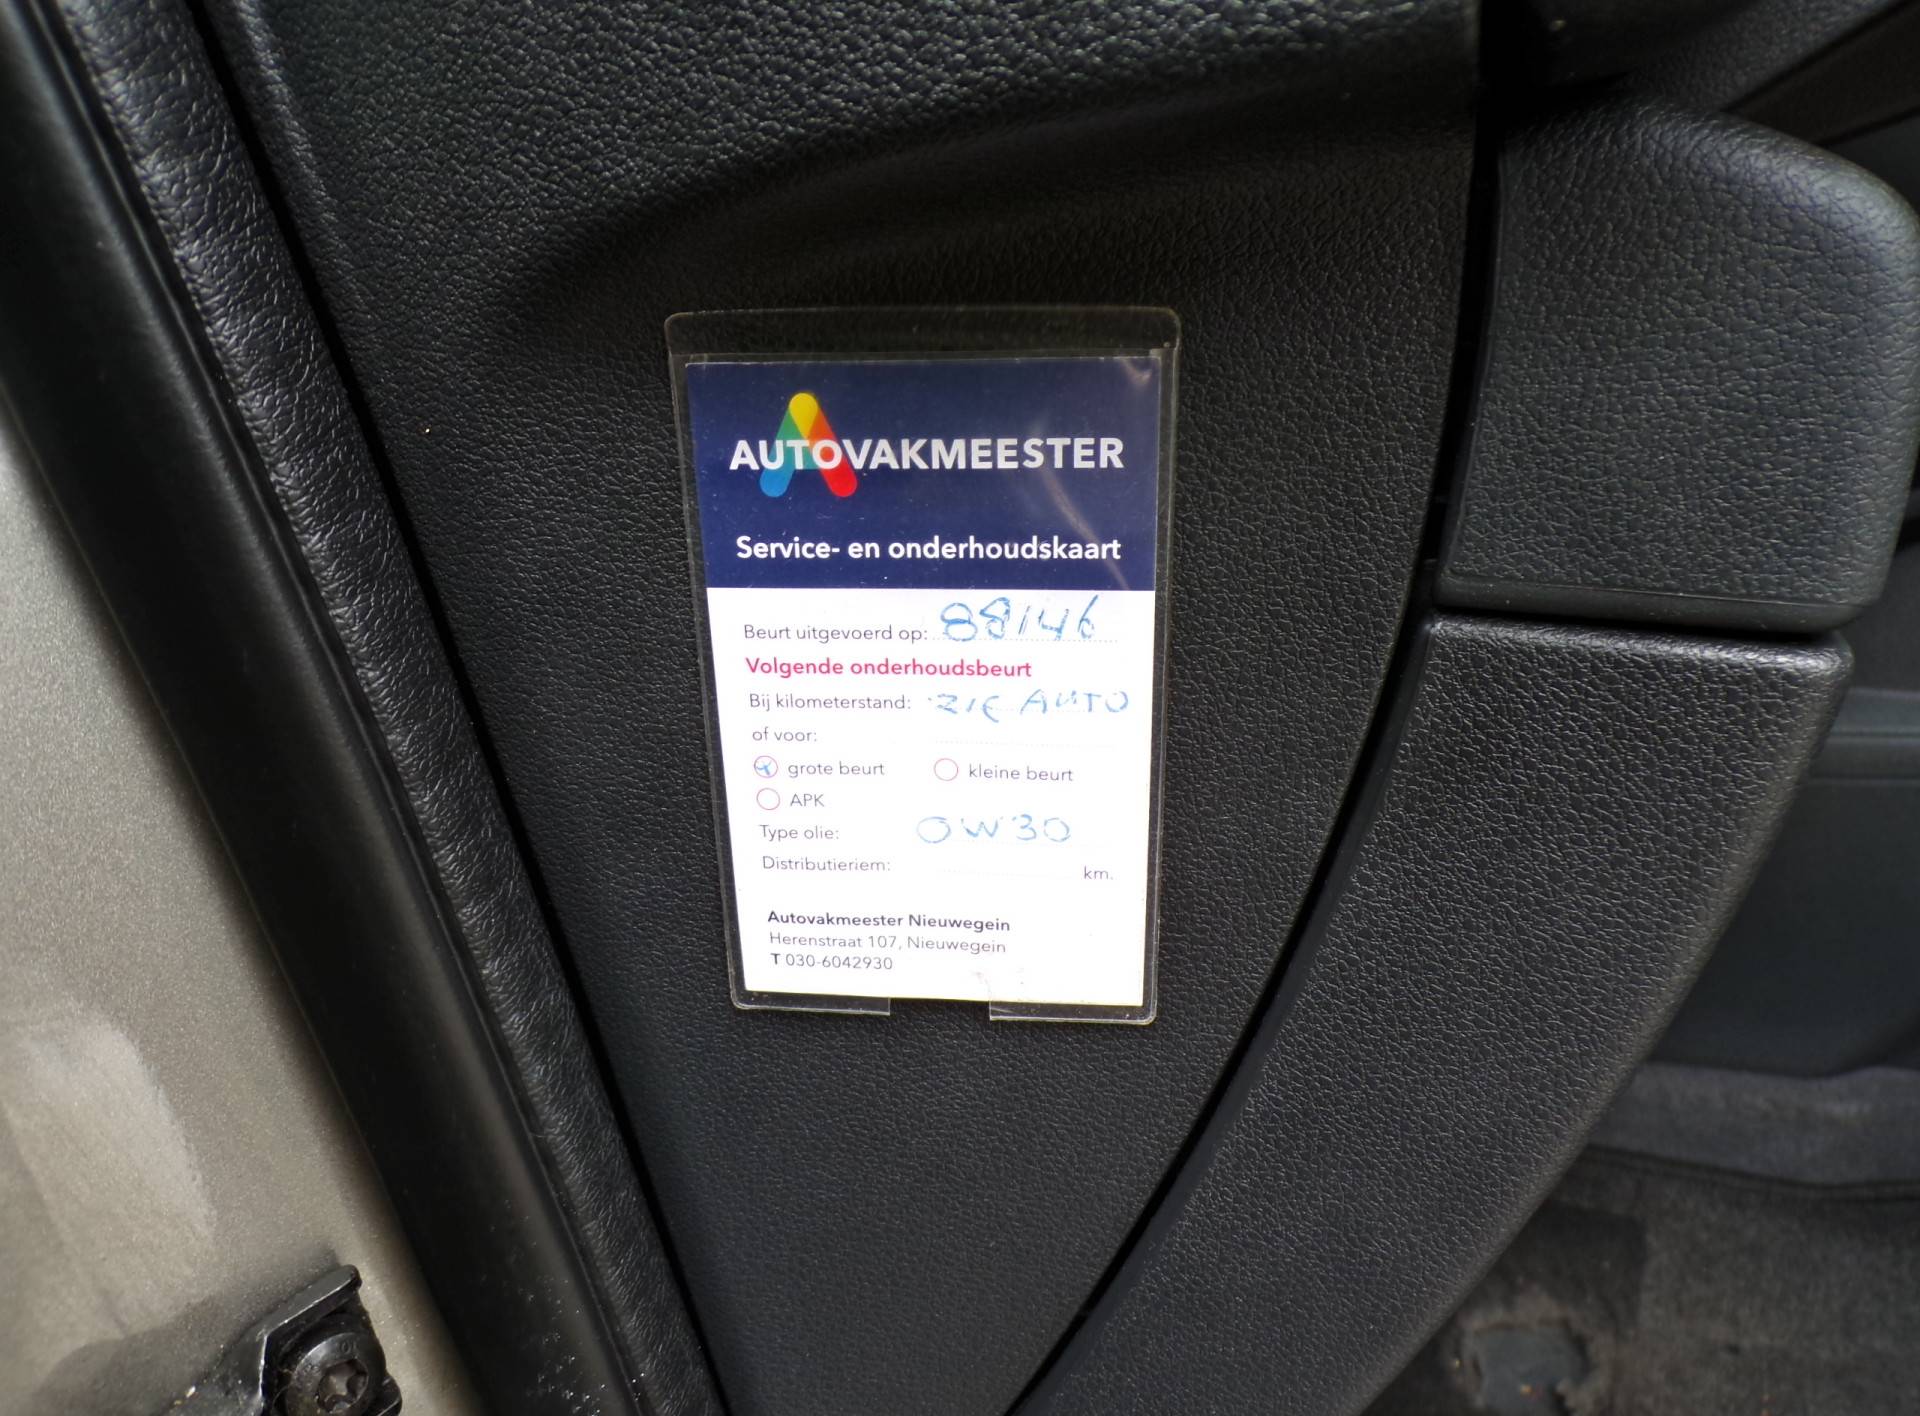 AUTOVAKMEESTER
Service- en onderhoudskaart
Beurt uitgevoerd op: 88146
Volgende onderhoudsbeurt
Bij kilometerstand: ZIE AUTO
of voor:
grote beurt kleine beurt
APK
Type olie: 0W30
Distributieriem: km.
Autovakmeester Nieuwegein
Herenstraat 107, Nieuwegein
T 030-6042930